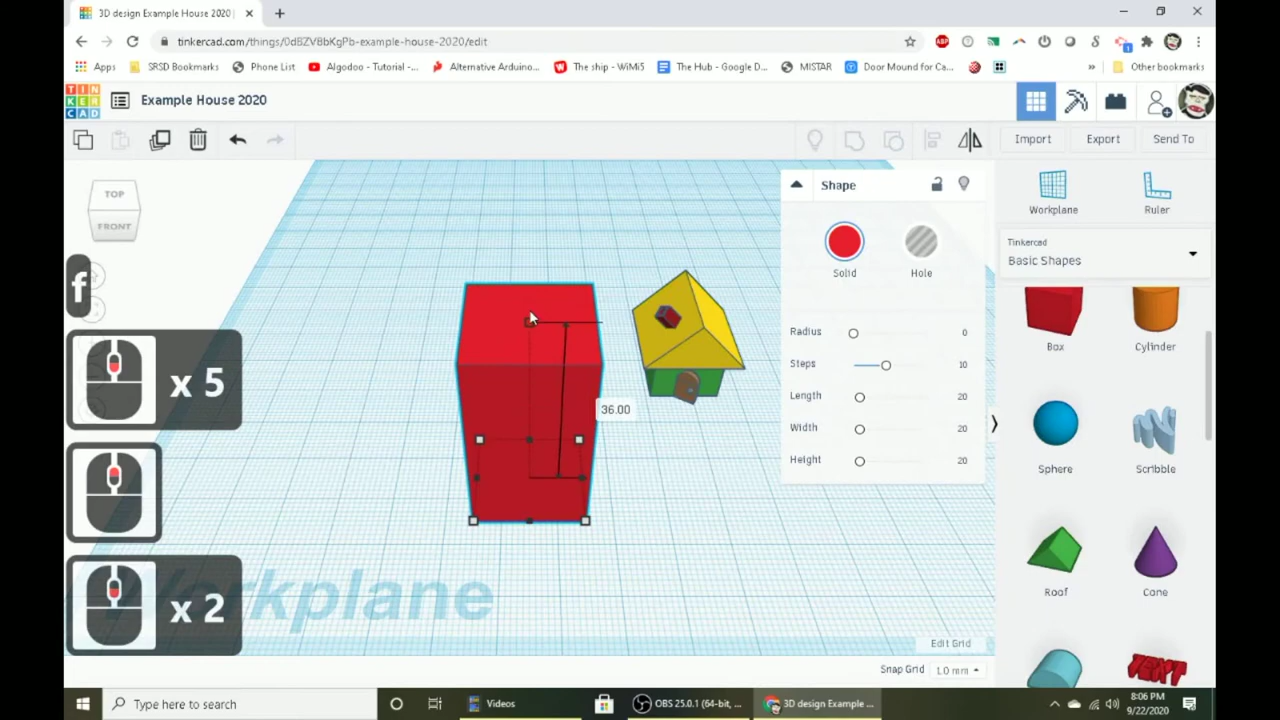 3D design Example House 2020 |
tinkercad.com/things/0dBZVBbKgPb-example-house-2020/edit
ABP
S
1
Apps
SRSD Bookmarks
Phone List
Algodoo - Tutorial -...
Alternative Arduino...
The ship - WiMi5
The Hub - Google D...
MISTAR
Door Mound for Ca...
»
Other bookmarks
TIN
KER
CAD
Example House 2020
Import
Export
Send To
TOP
FRONT
f
x 5
x 2
36.00
Workplane
Shape
Solid
Hole
Radius 0
Steps 10
Length 20
Width 20
Height 20
Workplane
Ruler
Tinkercad
Basic Shapes
Box
Cylinder
Sphere
Scribble
Roof
Cone
TEXT
Edit Grid
Snap Grid 1.0 mm
Type here to search
Videos
OBS 25.0.1 (64-bit, ...
3D design Example ...
8:06 PM
9/22/2020